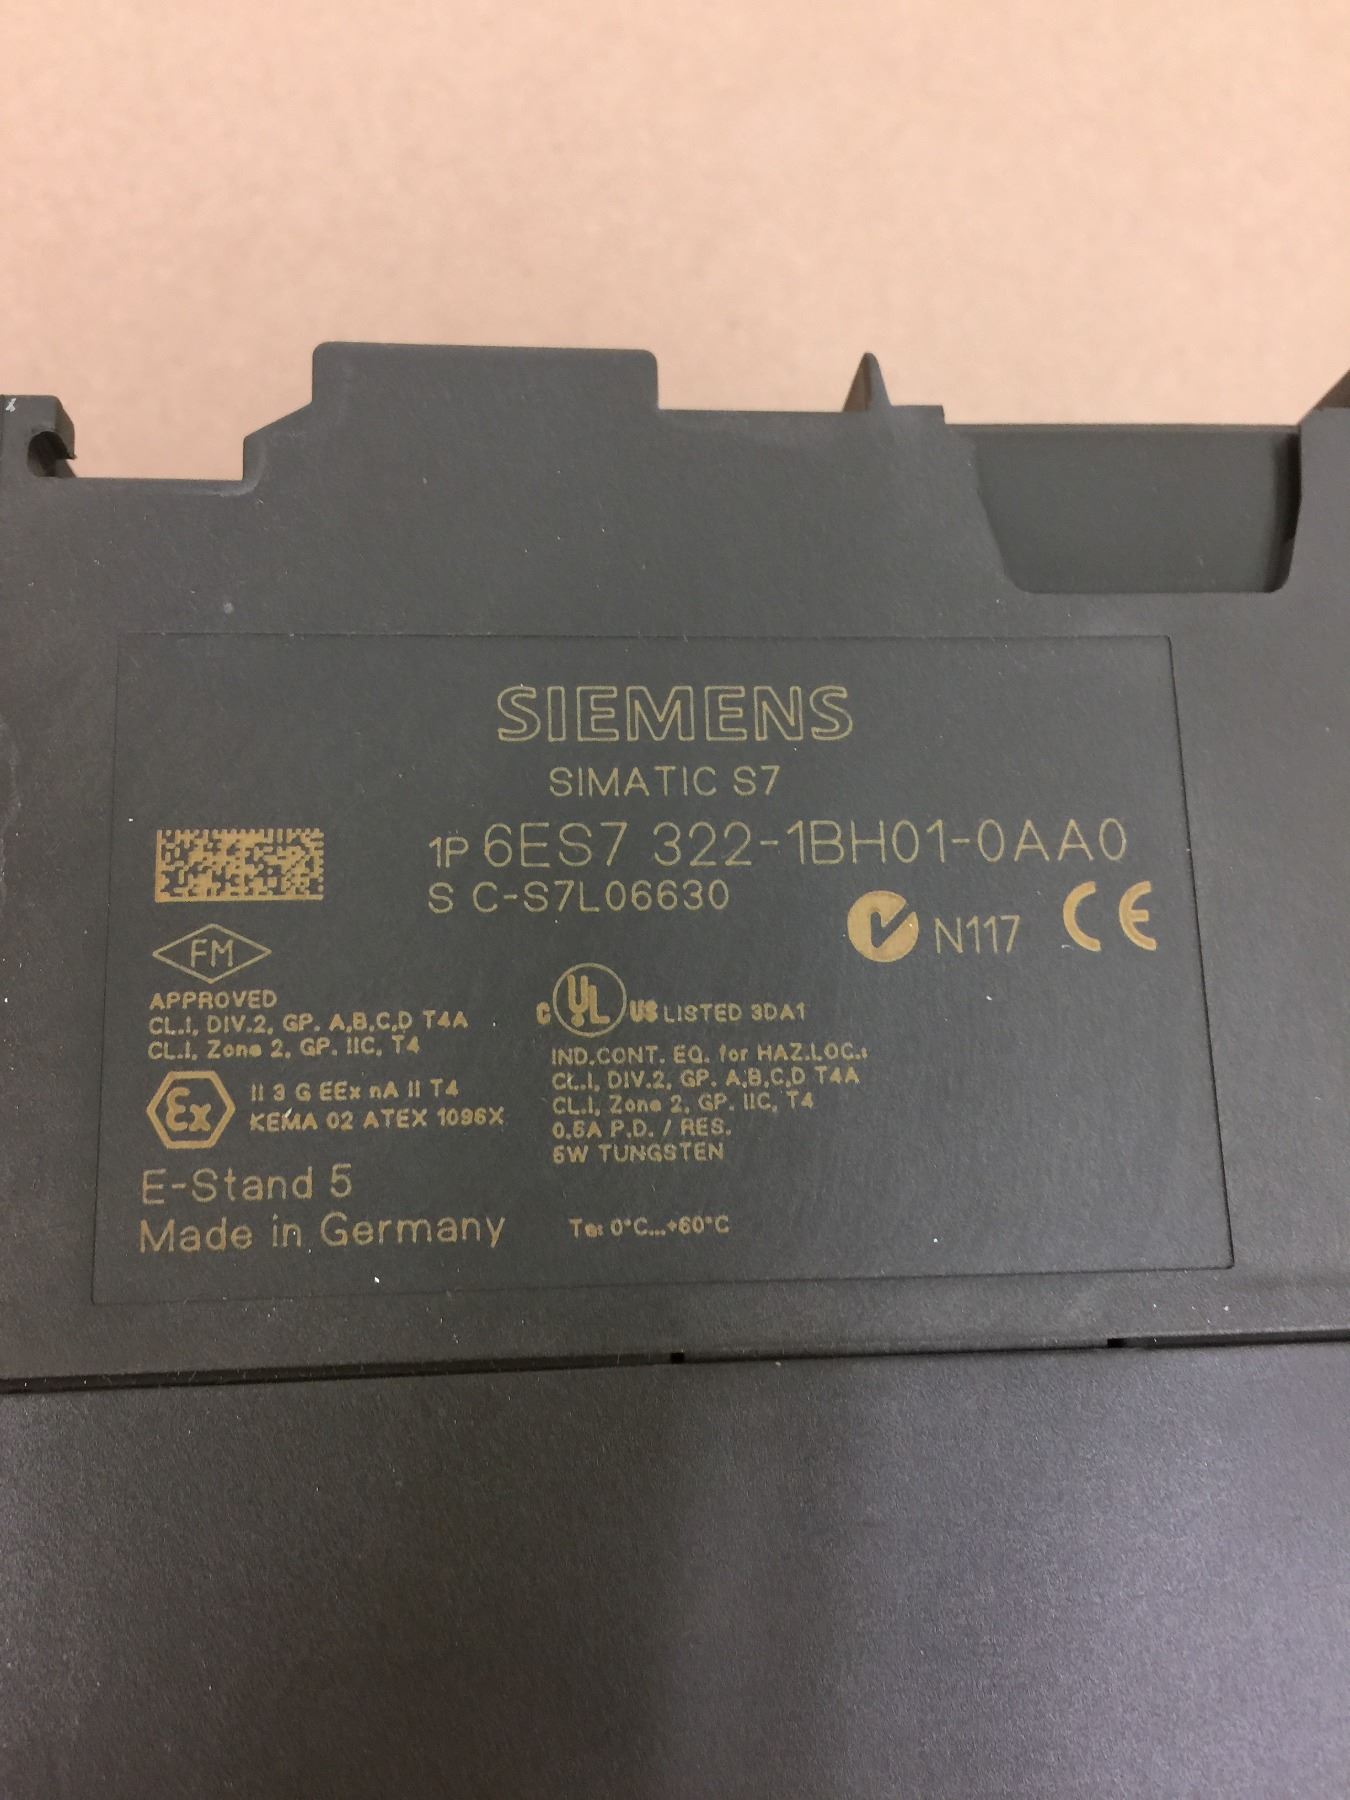 SIEMENS
SIMATIC S7
1P 6ES7 322-1BH01-0AA0
S C-S7L06630
N117 CE
FM
APPROVED
CL.I, DIV.2, GP. A,B,C,D T4A
CL.I, Zone 2, GP. IIC, T4
Ex II 3 G EEx nA II T4
KEMA 02 ATEX 1096X
E-Stand 5
Made in Germany
C UL US LISTED 3DA1
IND.CONT. EQ. for HAZ.LOC.:
CL.I, DIV.2, GP. A,B,C,D T4A
CL.I, Zone 2, GP. IIC, T4
0.5A P.D. / RES.
5W TUNGSTEN
Ta: 0°C...+60°C